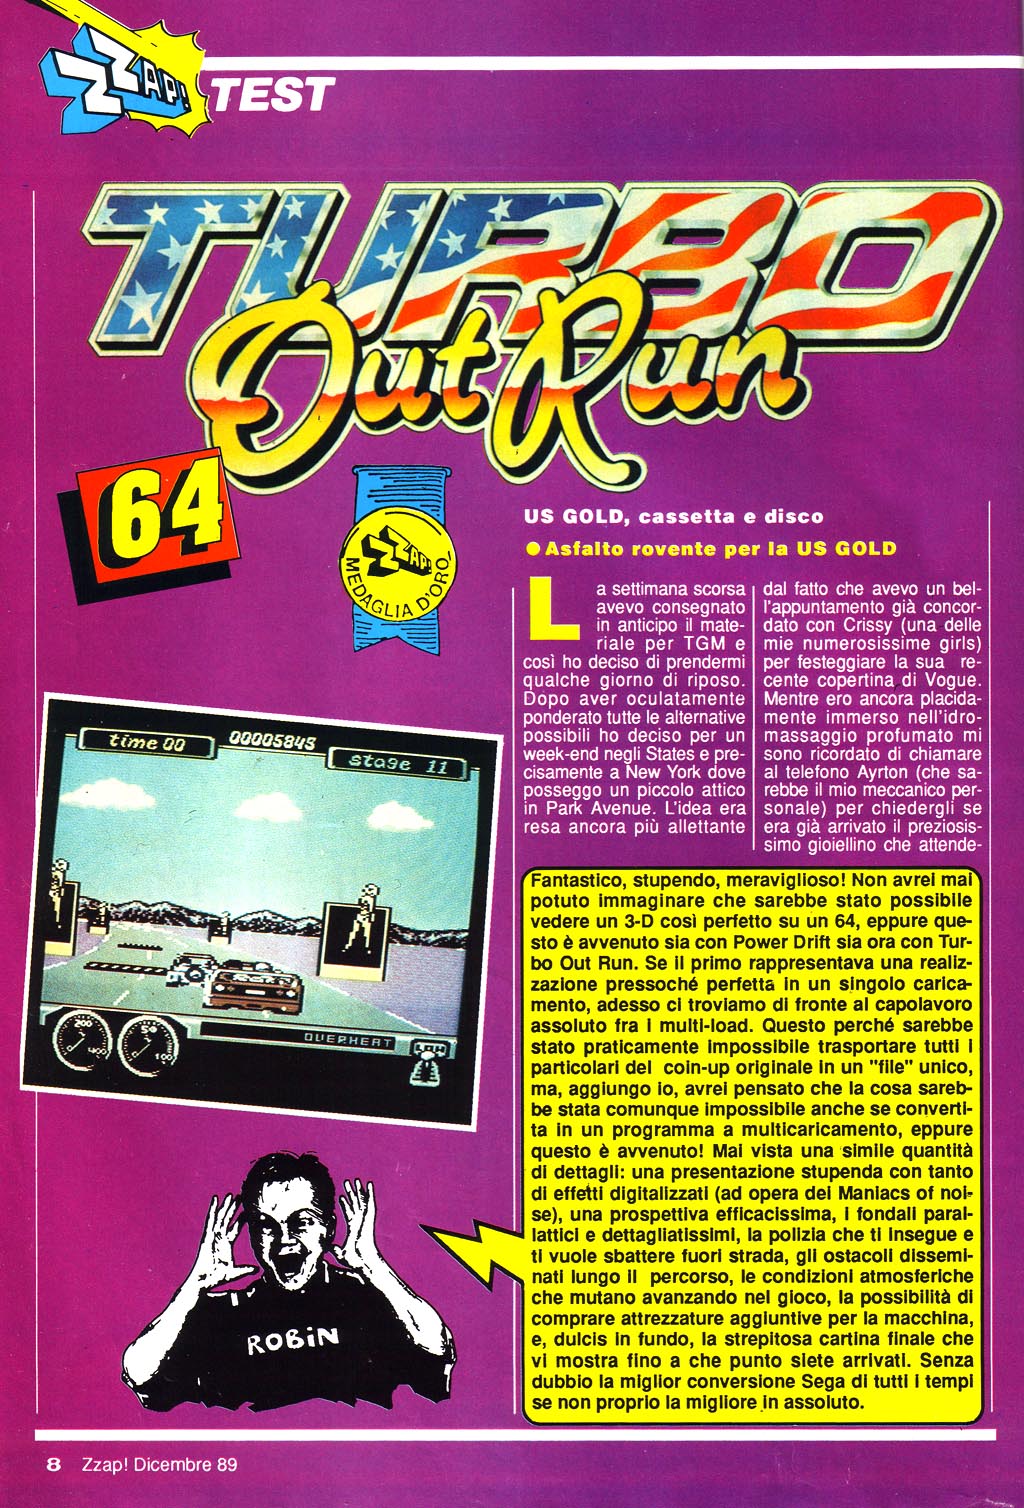 ZZAP!
TEST
TURBO
Out Run
64
ZZAP!
MEDAGLIA D'ORO
US GOLD, cassetta e disco
●Asfalto rovente per la US GOLD
La settimana scorsa
avevo consegnato
in anticipo il mate-
riale per TGM e
così ho deciso di prendermi
qualche giorno di riposo.
Dopo aver oculatamente
ponderato tutte le alternative
possibili ho deciso per un
week-end negli States e pre-
cisamente a New York dove
posseggo un piccolo attico
in Park Avenue. L'idea era
resa ancora più allettante
dal fatto che avevo un bel-
l'appuntamento già concor-
dato con Crissy (una delle
mie numerosissime girls)
per festeggiare la sua re-
cente copertina di Vogue.
Mentre ero ancora placida-
mente immerso nell'idro-
massaggio profumato mi
sono ricordato di chiamare
al telefono Ayrton (che sa-
rebbe il mio meccanico per-
sonale) per chiedergli se
era già arrivato il preziosis-
simo gioiellino che attende-
time 00
00005845
stage 11
200
400
50
100
OVERHEAT
LOW
Fantastico, stupendo, meraviglioso! Non avrei mai
potuto immaginare che sarebbe stato possibile
vedere un 3-D così perfetto su un 64, eppure que-
sto è avvenuto sia con Power Drift sia ora con Tur-
bo Out Run. Se il primo rappresentava una realiz-
zazione pressoché perfetta in un singolo carica-
mento, adesso ci troviamo di fronte al capolavoro
assoluto fra i multi-load. Questo perché sarebbe
stato praticamente impossibile trasportare tutti i
particolari del coin-up originale in un "file" unico,
ma, aggiungo io, avrei pensato che la cosa sareb-
be stata comunque impossibile anche se converti-
ta in un programma a multicaricamento, eppure
questo è avvenuto! Mai vista una simile quantità
di dettagli: una presentazione stupenda con tanto
di effetti digitalizzati (ad opera dei Maniacs of noi-
se), una prospettiva efficacissima, i fondali paral-
lattici e dettagliatissimi, la polizia che ti insegue e
ti vuole sbattere fuori strada, gli ostacoli dissemi-
nati lungo il percorso, le condizioni atmosferiche
che mutano avanzando nel gioco, la possibilità di
comprare attrezzature aggiuntive per la macchina,
e, dulcis in fundo, la strepitosa cartina finale che
vi mostra fino a che punto siete arrivati. Senza
dubbio la miglior conversione Sega di tutti i tempi
se non proprio la migliore in assoluto.
ROBiN
8 Zzap! Dicembre 89